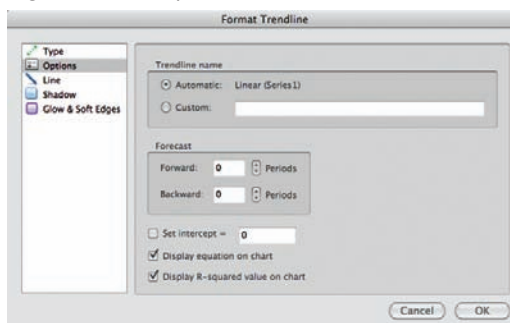 Format Trendline
Type
Options
Line
Shadow
Glow & Soft Edges
Trendline name
Automatic: Linear (Series1)
Custom:
Forecast
Forward: 0 Periods
Backward: 0 Periods
Set intercept = 0
Display equation on chart
Display R-squared value on chart
Cancel OK